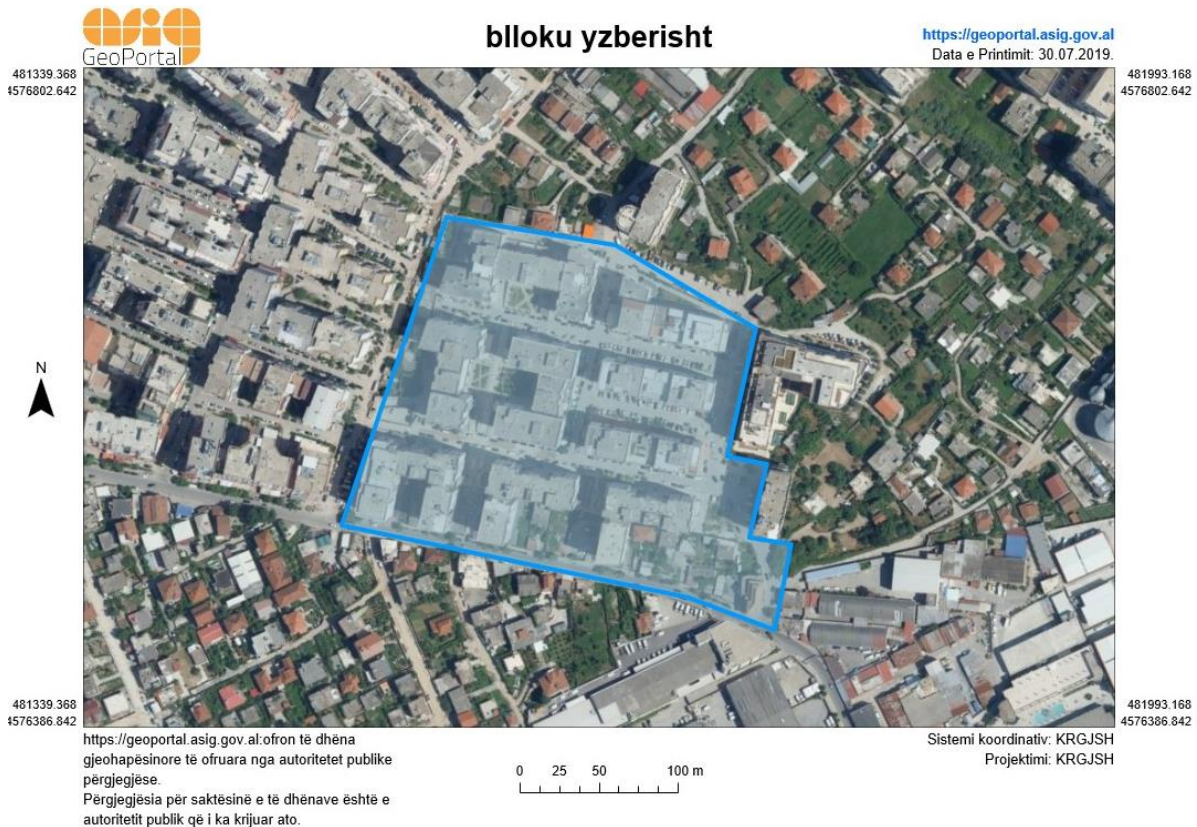 asig
GeoPortal
blloku yzberisht
https://geoportal.asig.gov.al
Data e Printimit: 30.07.2019.
481339.368
4576802.642
481993.168
4576802.642
N
481339.368
4576386.842
481993.168
4576386.842
https://geoportal.asig.gov.al:ofron të dhëna
gjeohapësinore të ofruara nga autoritetet publike
përgjegjëse.
Përgjegjësia për saktësinë e të dhënave është e
autoritetit publik që i ka krijuar ato.
0 25 50 100 m
Sistemi koordinativ: KRGJSH
Projektimi: KRGJSH